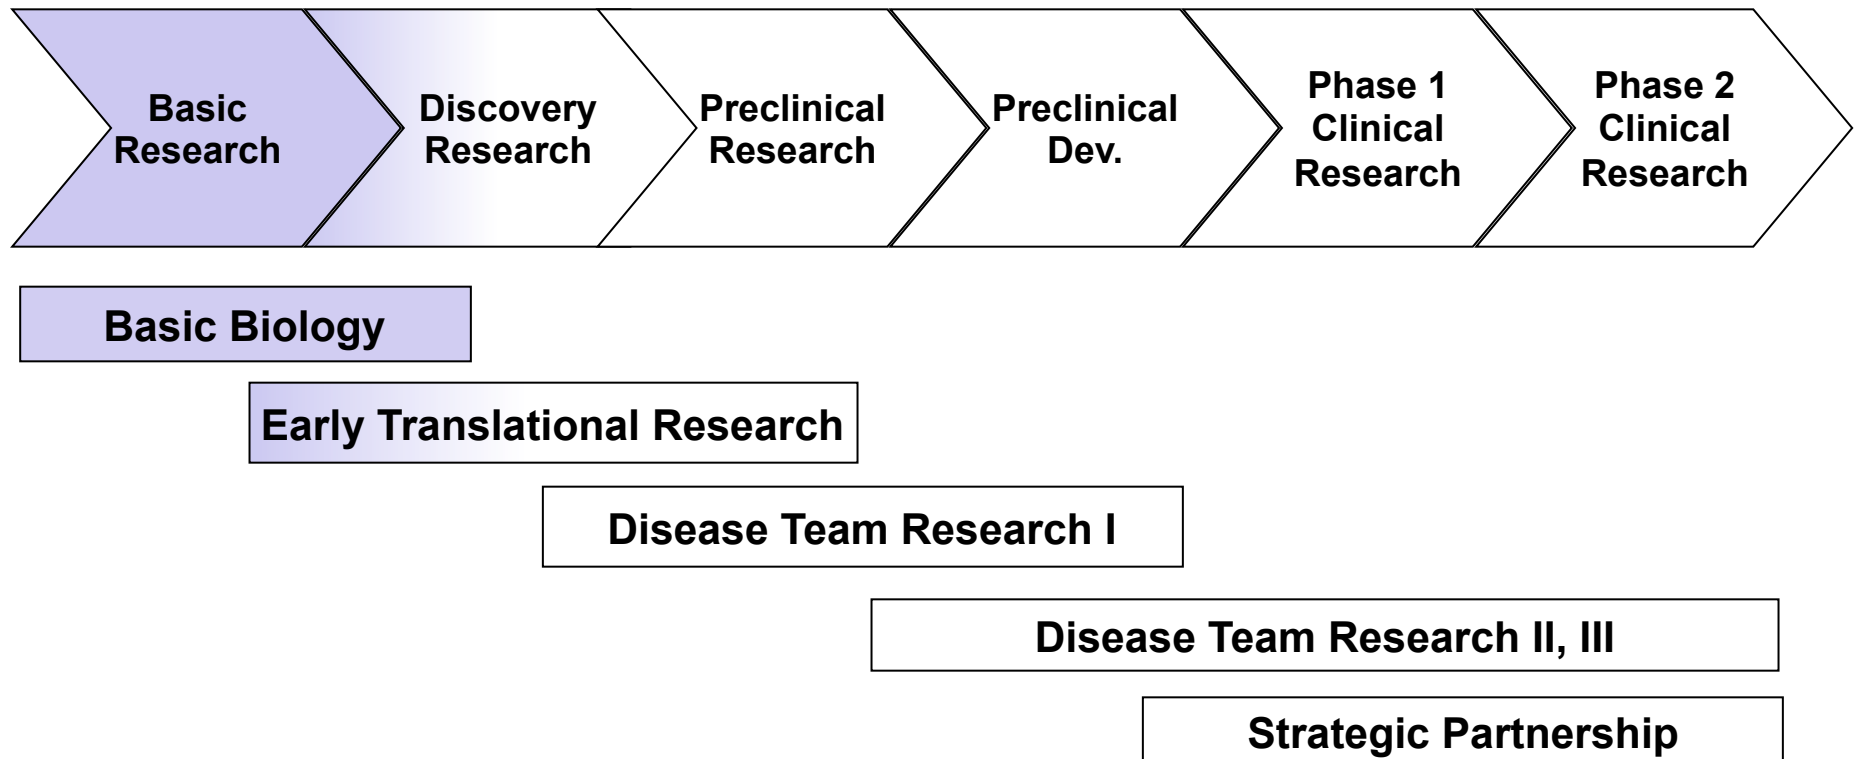 Basic
Research
Discovery
Research
Preclinical
Research
Preclinical
Dev.
Phase 1
Clinical
Research
Phase 2
Clinical
Research
Basic Biology
Early Translational Research
Disease Team Research I
Disease Team Research II, III
Strategic Partnership